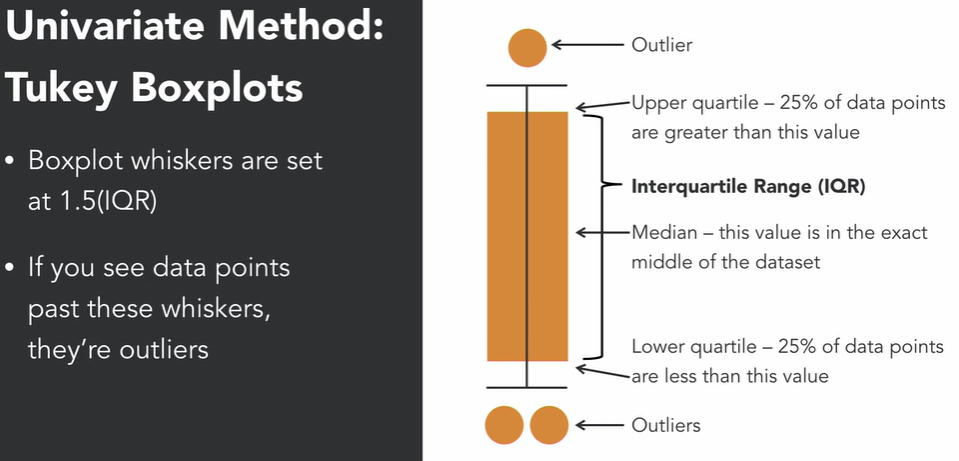 Univariate Method:
Tukey Boxplots
• Boxplot whiskers are set
at 1.5(IQR)
• If you see data points
past these whiskers,
they’re outliers
Outlier
Upper quartile – 25% of data points
are greater than this value
Interquartile Range (IQR)
Median – this value is in the exact
middle of the dataset
Lower quartile – 25% of data points
are less than this value
Outliers